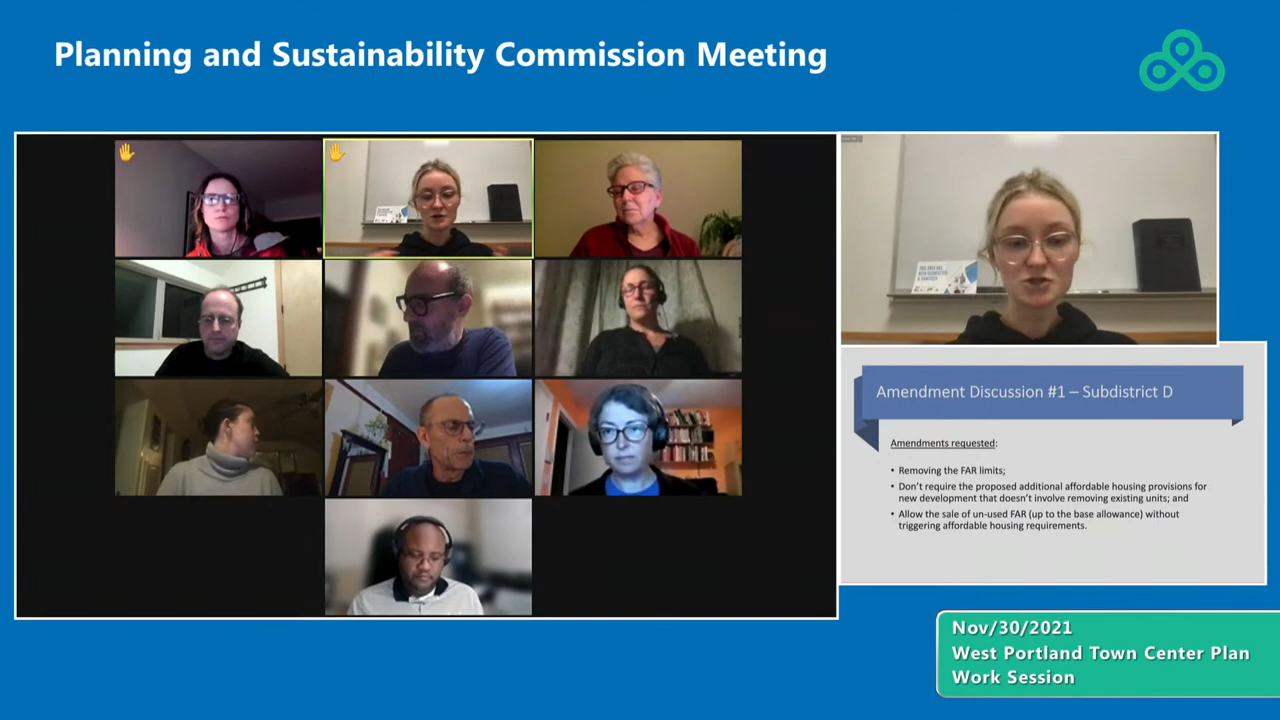 Planning and Sustainability Commission Meeting
Amendment Discussion #1 – Subdistrict D
Amendments requested:
• Removing the FAR limits;
• Don't require the proposed additional affordable housing provisions for
new development that doesn't involve removing existing units; and
• Allow the sale of un-used FAR (up to the base allowance) without
triggering affordable housing requirements.
Nov/30/2021
West Portland Town Center Plan
Work Session